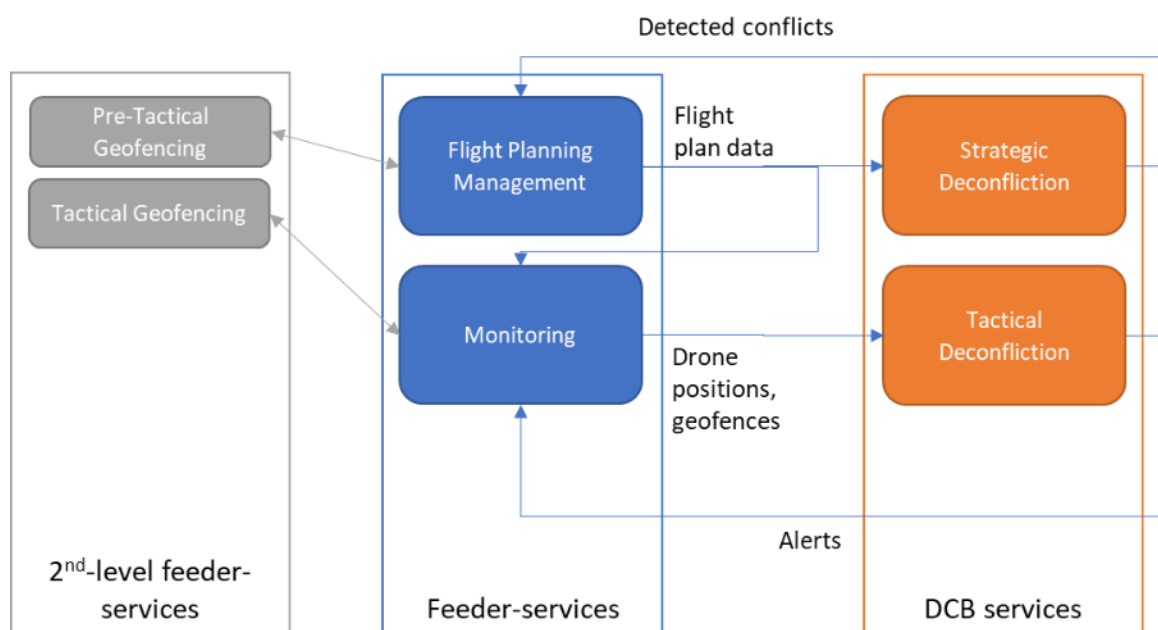 Detected conflicts
Pre-Tactical
Geofencing
Tactical Geofencing
2nd-level feeder-
services
Flight Planning
Management
Monitoring
Feeder-services
Flight
plan data
Drone
positions,
geofences
Alerts
Strategic
Deconfliction
Tactical
Deconfliction
DCB services